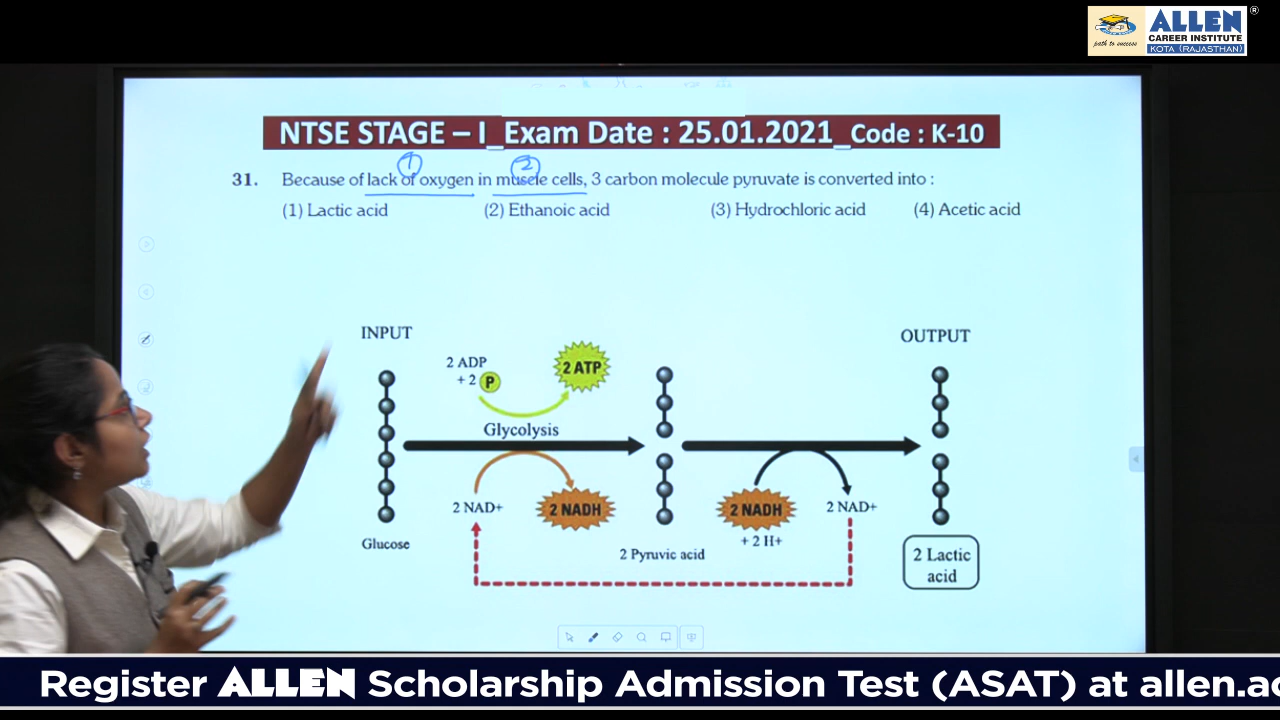 ALLEN
®
path to success
CAREER INSTITUTE
KOTA (RAJASTHAN)
NTSE STAGE – I_Exam Date : 25.01.2021_Code : K-10
1 2
31. Because of lack of oxygen in muscle cells, 3 carbon molecule pyruvate is converted into :
(1) Lactic acid (2) Ethanoic acid (3) Hydrochloric acid (4) Acetic acid
INPUT OUTPUT
2 ADP
+ 2 P
2 ATP
Glycolysis
2 NAD+ 2 NADH 2 NADH 2 NAD+
+ 2 H+
Glucose 2 Pyruvic acid
2 Lactic
acid
Register ALLEN Scholarship Admission Test (ASAT) at allen.ac